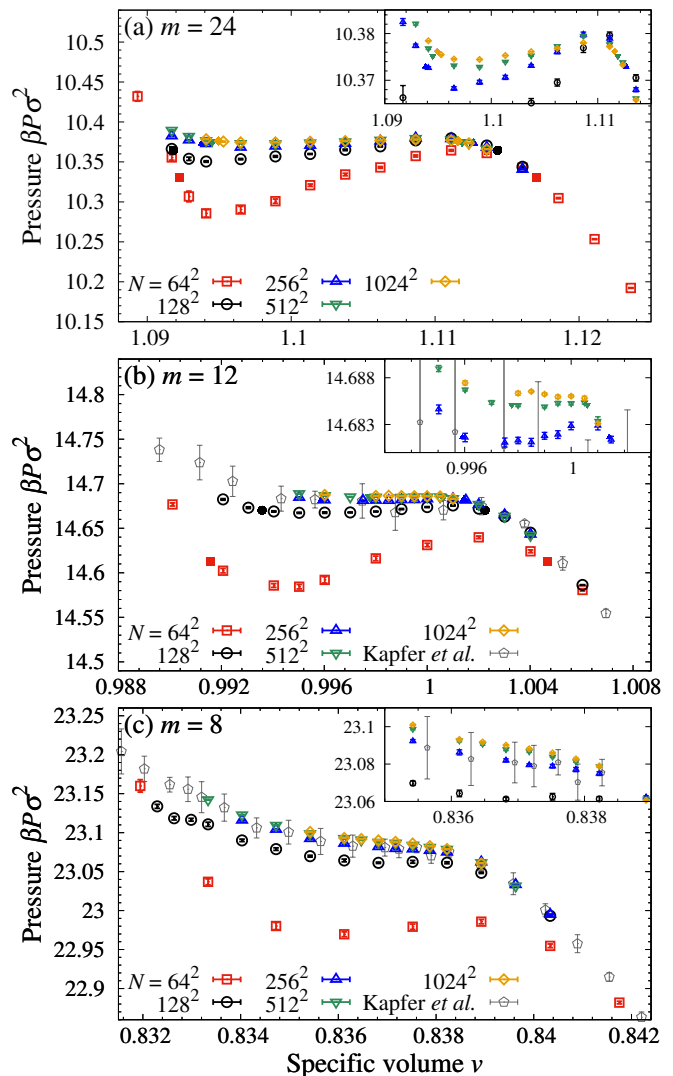 (a) m = 24
Pressure βPσ²
10.5
10.45
10.4
10.35
10.3
10.25
10.2
10.15
10.1
10.38
10.37
1.09 1.1 1.11
N = 64² 256² 1024²
128² 512²
1.09 1.1 1.11 1.12
(b) m = 12
Pressure βPσ²
14.8
14.75
14.7
14.65
14.6
14.55
14.5
14.688
14.683
0.996 1
N = 64² 256² 1024²
128² 512² Kapfer et al.
0.988 0.992 0.996 1 1.004 1.008
(c) m = 8
Pressure βPσ²
23.25
23.2
23.15
23.1
23.05
23
22.95
22.9
23.1
23.08
23.06
0.836 0.838
N = 64² 256² 1024²
128² 512² Kapfer et al.
0.832 0.834 0.836 0.838 0.84 0.842
Specific volume ν